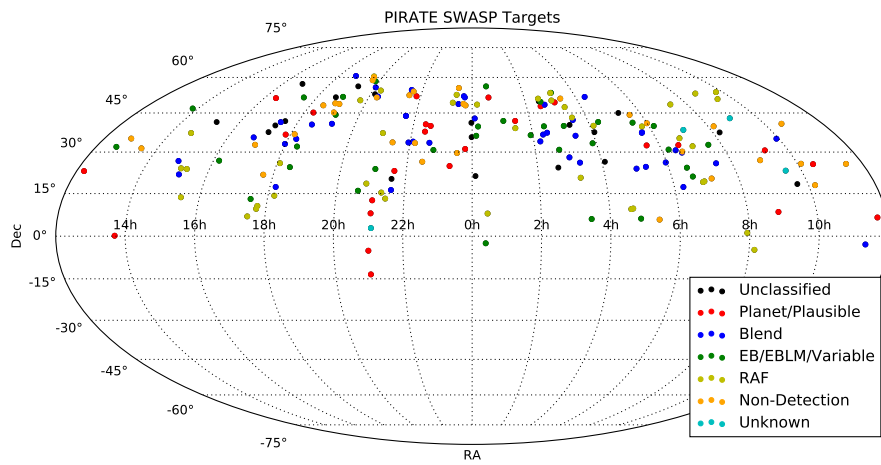 PIRATE SWASP Targets
75°
60°
45°
30°
15°
0°
-15°
-30°
-45°
-60°
-75°
Dec
14h 16h 18h 20h 22h 0h 2h 4h 6h 8h 10h
RA
Unclassified
Planet/Plausible
Blend
EB/EBLM/Variable
RAF
Non-Detection
Unknown